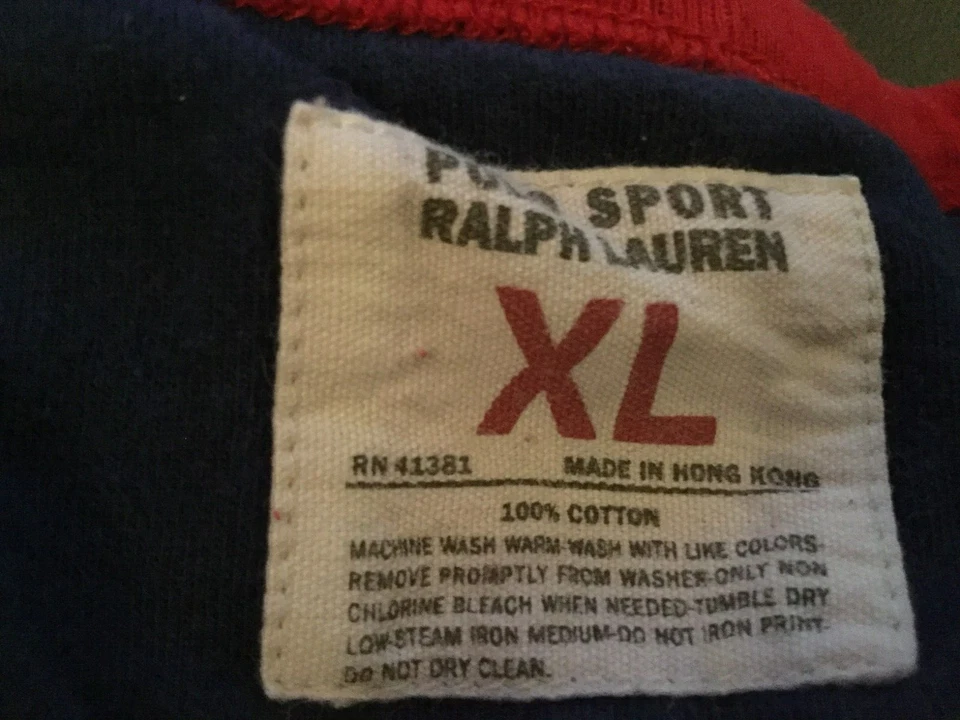 POLO SPORT
RALPH LAUREN
XL
RN 41381 MADE IN HONG KONG
100% COTTON
MACHINE WASH WARM-WASH WITH LIKE COLORS-
REMOVE PROMPTLY FROM WASHER-ONLY NON
CHLORINE BLEACH WHEN NEEDED-TUMBLE DRY
LOW-STEAM IRON MEDIUM-DO NOT IRON PRINT-
DO NOT DRY CLEAN.